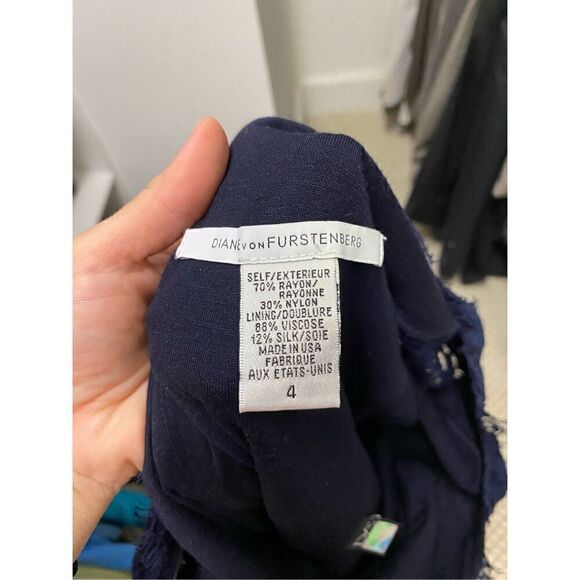 DIANE VON FURSTENBERG
SELF/EXTERIEUR
70% RAYON/
RAYONNE
30% NYLON
LINING/DOUBLURE
88% VISCOSE
12% SILK/SOIE
MADE IN USA
FABRIQUE
AUX ETATS-UNIS
4